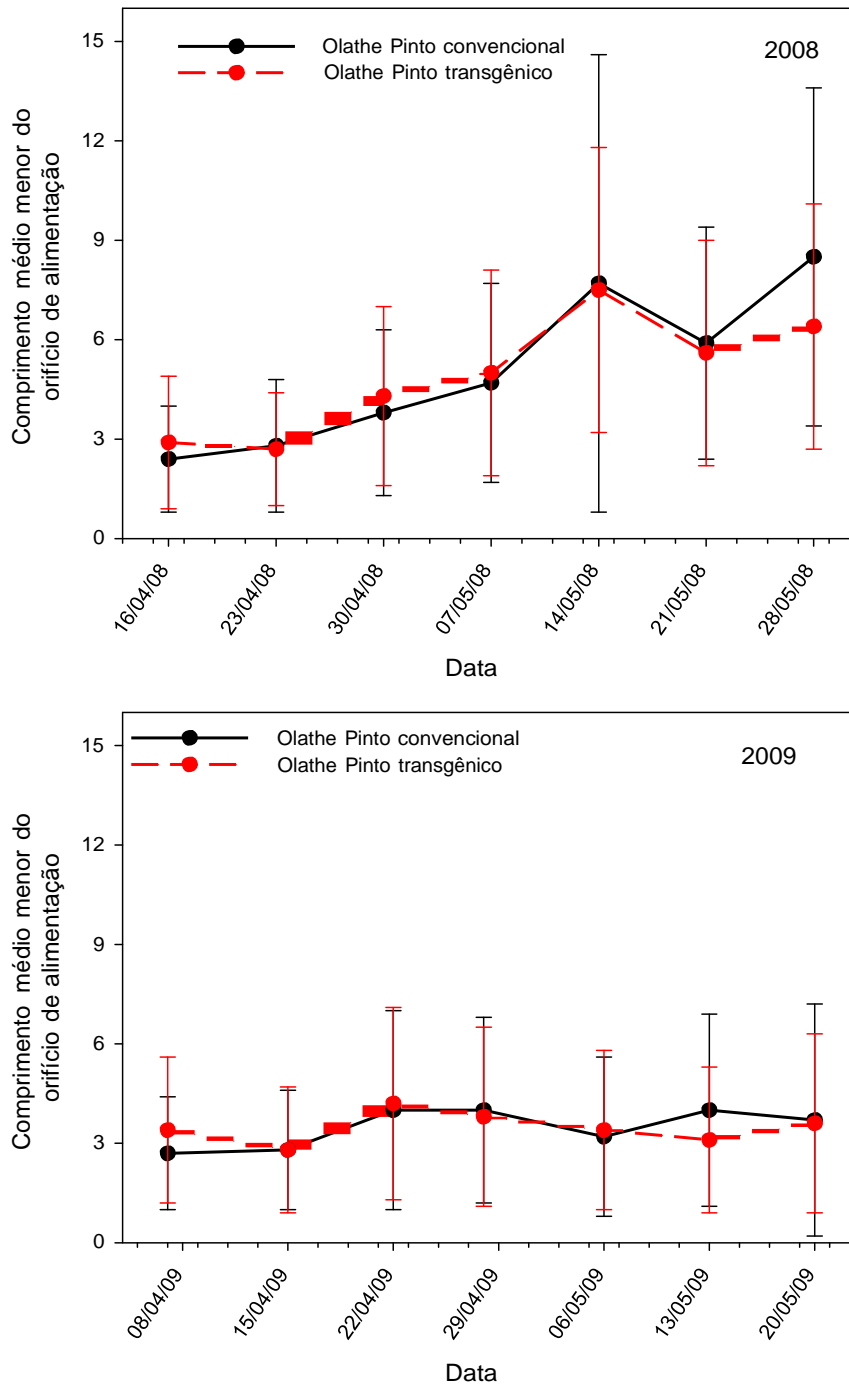 15
12
9
6
3
0
Comprimento médio menor do
orifício de alimentação
Olathe Pinto convencional
Olathe Pinto transgênico
2008
16/04/08
23/04/08
30/04/08
07/05/08
14/05/08
21/05/08
28/05/08
Data
15
12
9
6
3
0
Comprimento médio menor do
orifício de alimentação
Olathe Pinto convencional
Olathe Pinto transgênico
2009
08/04/09
15/04/09
22/04/09
29/04/09
06/05/09
13/05/09
20/05/09
Data